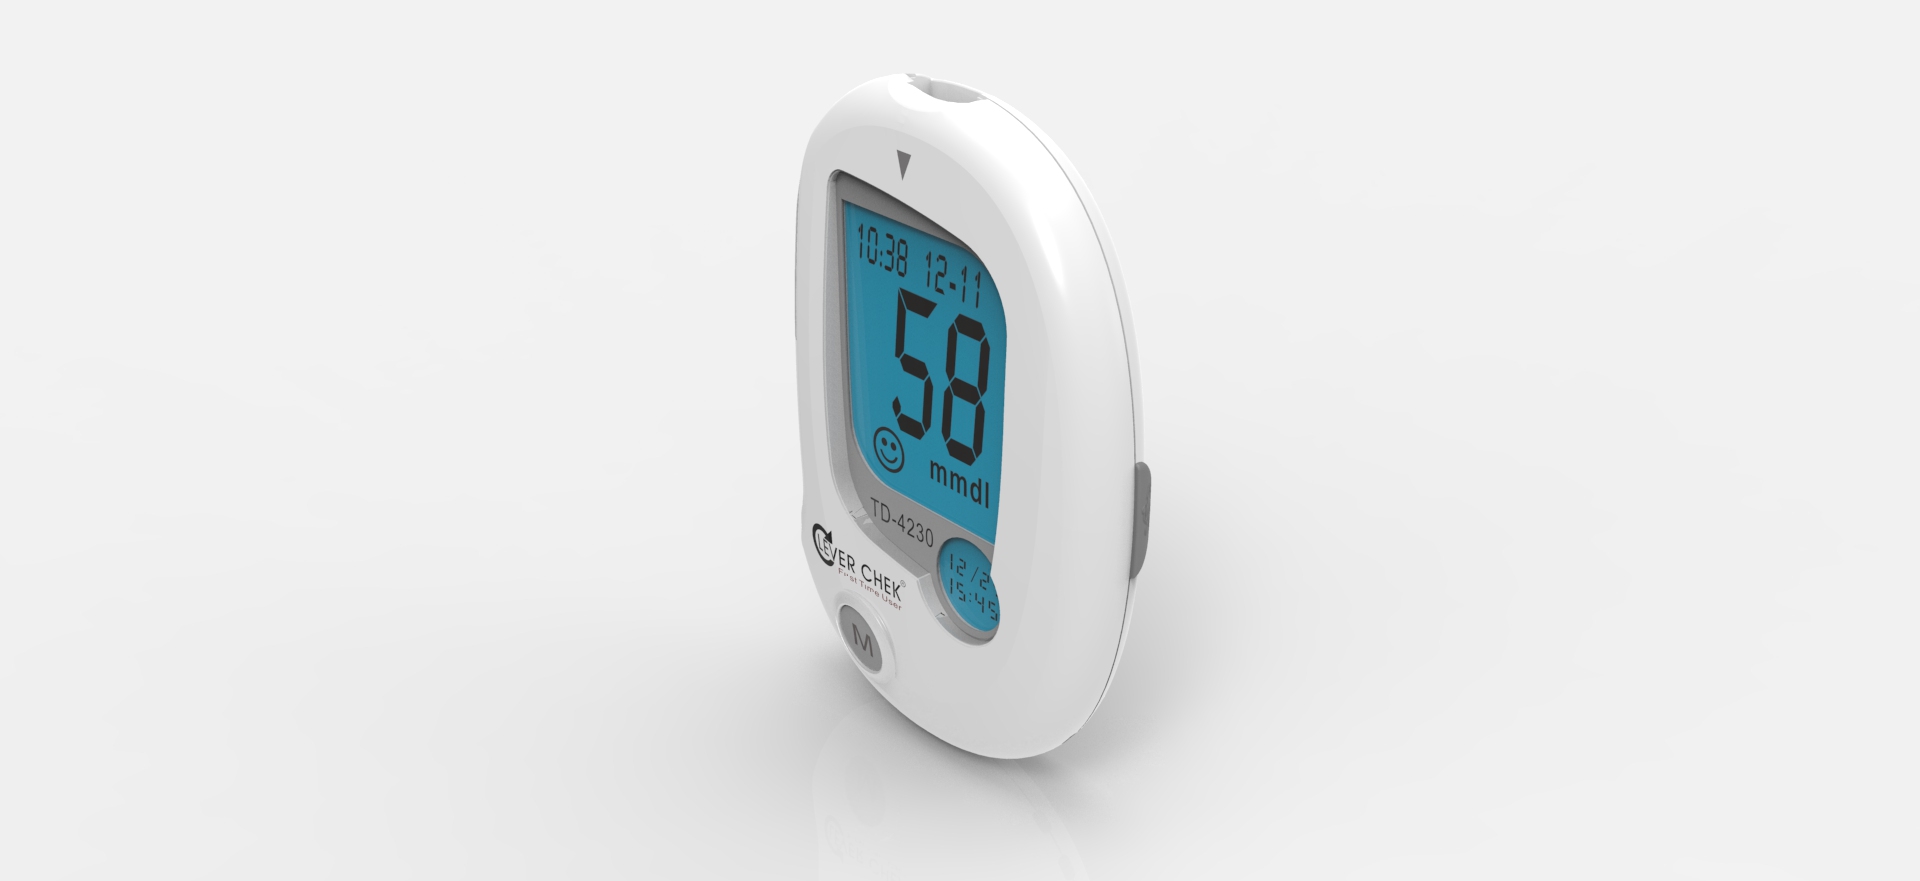 10:38 12-11
58
mmdl
TD-4230
CLEVER CHEK®
First Time User
12/2
15:45
M